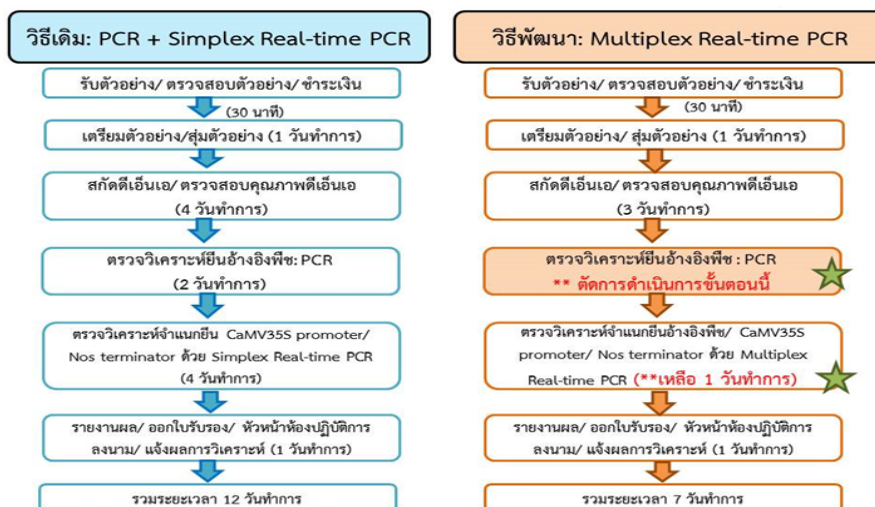 วิธีเดิม: PCR + Simplex Real-time PCR
รับตัวอย่าง/ ตรวจสอบตัวอย่าง/ ชำระเงิน
(30 นาที)
เตรียมตัวอย่าง/สุ่มตัวอย่าง (1 วันทำการ)
สกัดดีเอ็นเอ/ ตรวจสอบคุณภาพดีเอ็นเอ
(4 วันทำการ)
ตรวจวิเคราะห์ยีนอ้างอิงพืช: PCR
(2 วันทำการ)
ตรวจวิเคราะห์จำแนกยีน CaMV35S promoter/
Nos terminator ด้วย Simplex Real-time PCR
(4 วันทำการ)
รายงานผล/ ออกใบรับรอง/ หัวหน้าห้องปฏิบัติการ
ลงนาม/ แจ้งผลการวิเคราะห์ (1 วันทำการ)
รวมระยะเวลา 12 วันทำการ
วิธีพัฒนา: Multiplex Real-time PCR
รับตัวอย่าง/ ตรวจสอบตัวอย่าง/ ชำระเงิน
(30 นาที)
เตรียมตัวอย่าง/ สุ่มตัวอย่าง (1 วันทำการ)
สกัดดีเอ็นเอ/ ตรวจสอบคุณภาพดีเอ็นเอ
(3 วันทำการ)
ตรวจวิเคราะห์ยีนอ้างอิงพืช : PCR
** ตัดการดำเนินการขั้นตอนนี้
ตรวจวิเคราะห์จำแนกยีนอ้างอิงพืช/ CaMV35S
promoter/ Nos terminator ด้วย Multiplex
Real-time PCR (**เหลือ 1 วันทำการ)
รายงานผล/ ออกใบรับรอง/ หัวหน้าห้องปฏิบัติการ
ลงนาม/ แจ้งผลการวิเคราะห์ (1 วันทำการ)
รวมระยะเวลา 7 วันทำการ